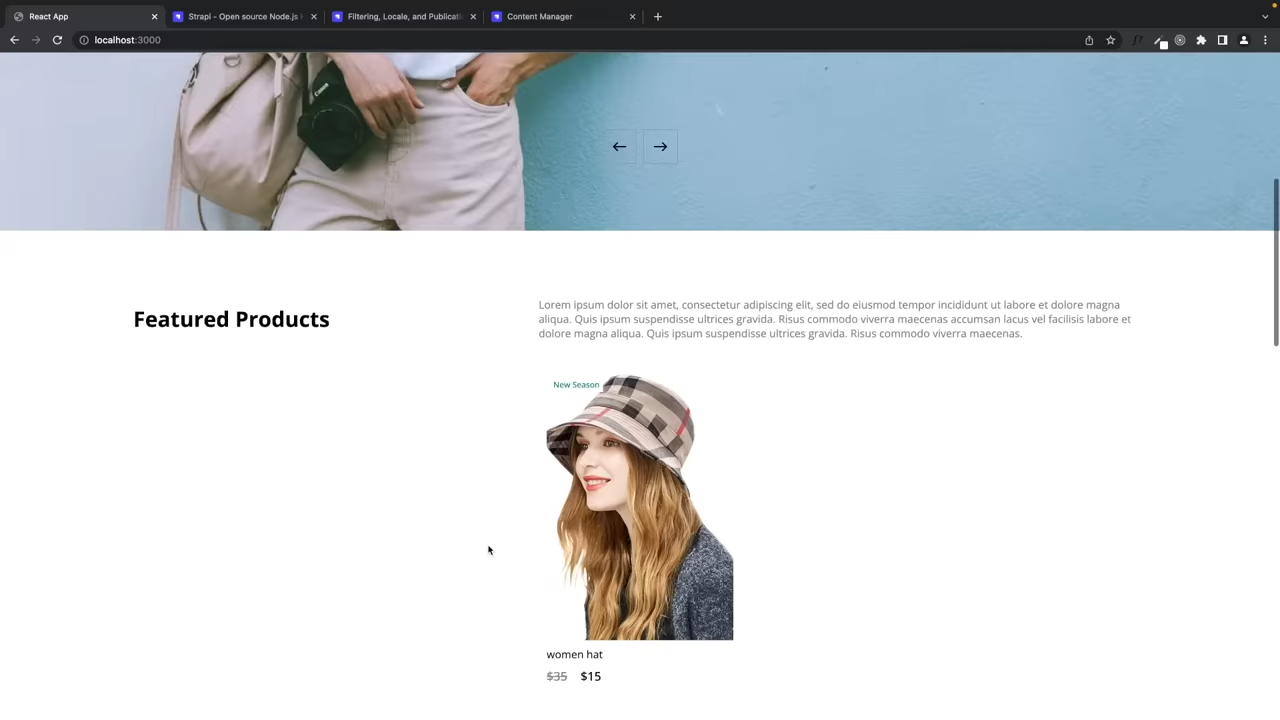 React App
Strapi - Open source Node.js
Filtering, Locale, and Publicati
Content Manager
localhost:3000
Canon
Featured Products
Lorem ipsum dolor sit amet, consectetur adipiscing elit, sed do eiusmod tempor incididunt ut labore et dolore magna
aliqua. Quis ipsum suspendisse ultrices gravida. Risus commodo viverra maecenas accumsan lacus vel facilisis labore et
dolore magna aliqua. Quis ipsum suspendisse ultrices gravida. Risus commodo viverra maecenas.
New Season
women hat
$35 $15